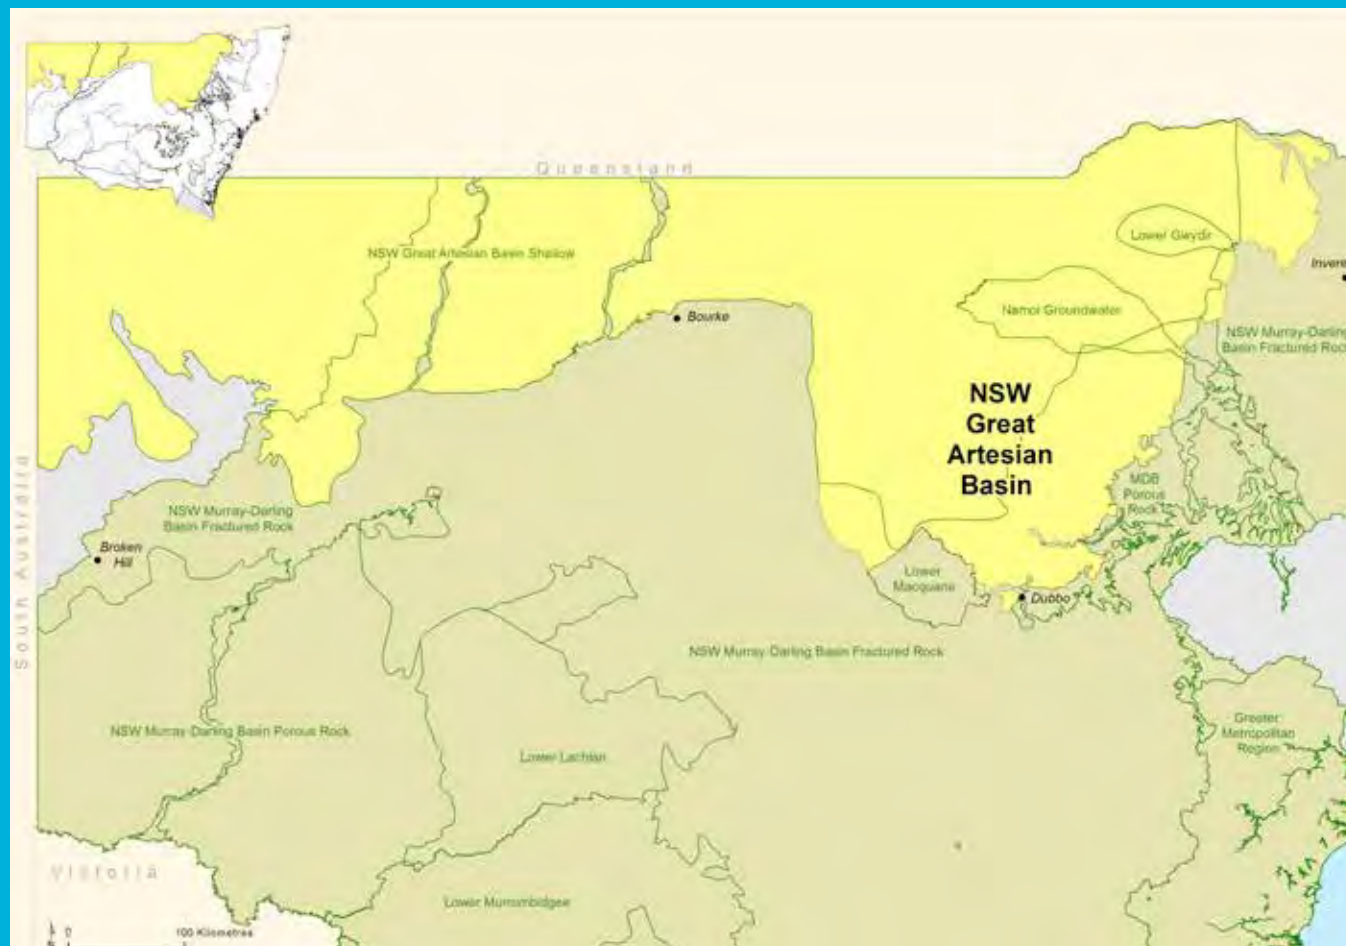 Queensland
NSW Great Artesian Basin Shallow
Lower Gwydir
Invere
Namoi Groundwater
Bourke
NSW Murray-Darling
Basin Fractured Rock
NSW
Great
Artesian
Basin
MDB
Porous
Rock
South Australia
NSW Murray-Darling
Basin Fractured Rock
Broken
Hill
Lower
Macquarie
Dubbo
NSW Murray-Darling Basin Fractured Rock
NSW Murray-Darling Basin Porous Rock
Lower Lachlan
Greater
Metropolitan
Region
Victoria
Lower Murrumbidgee
0 100 Kilometres